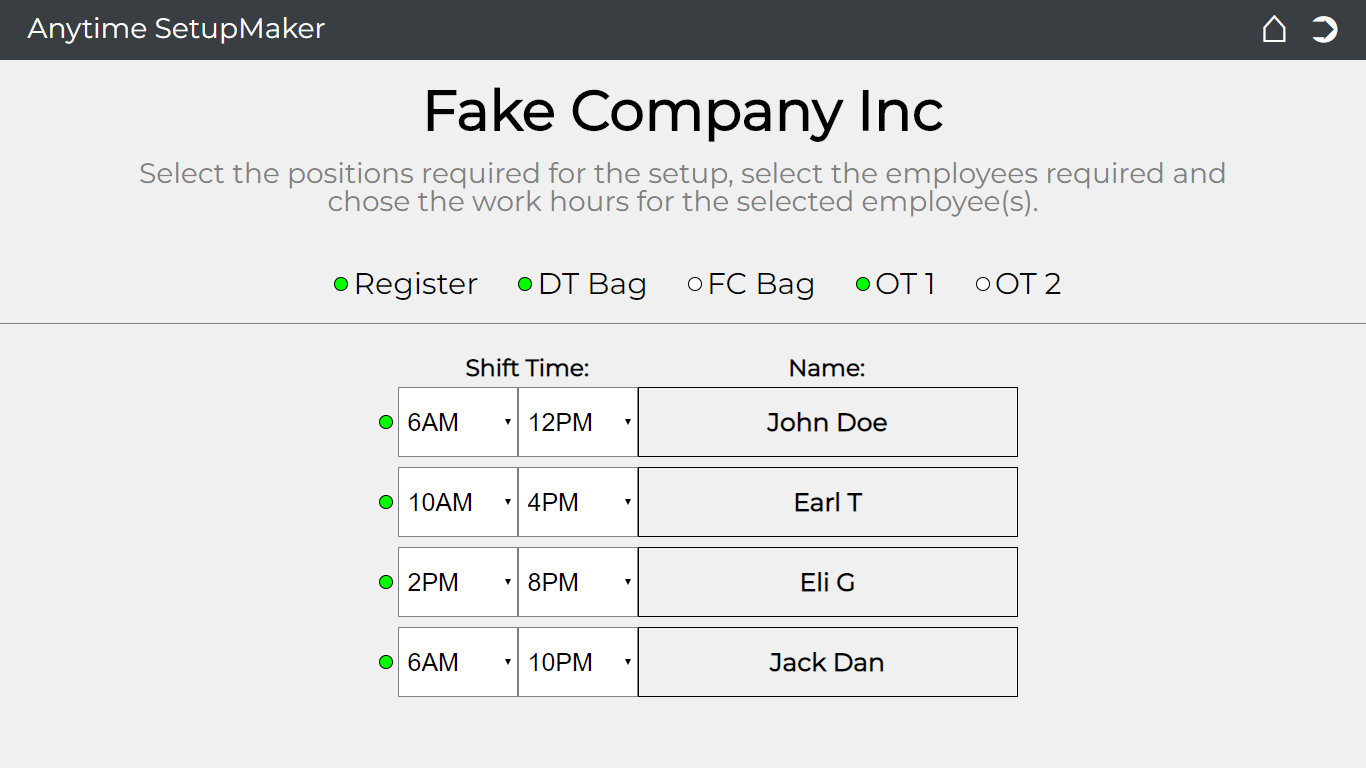 Anytime SetupMaker
Fake Company Inc
Select the positions required for the setup, select the employees required and
chose the work hours for the selected employee(s).
Register DT Bag FC Bag OT 1 OT 2
Shift Time: Name:
6AM 12PM John Doe
10AM 4PM Earl T
2PM 8PM Eli G
6AM 10PM Jack Dan